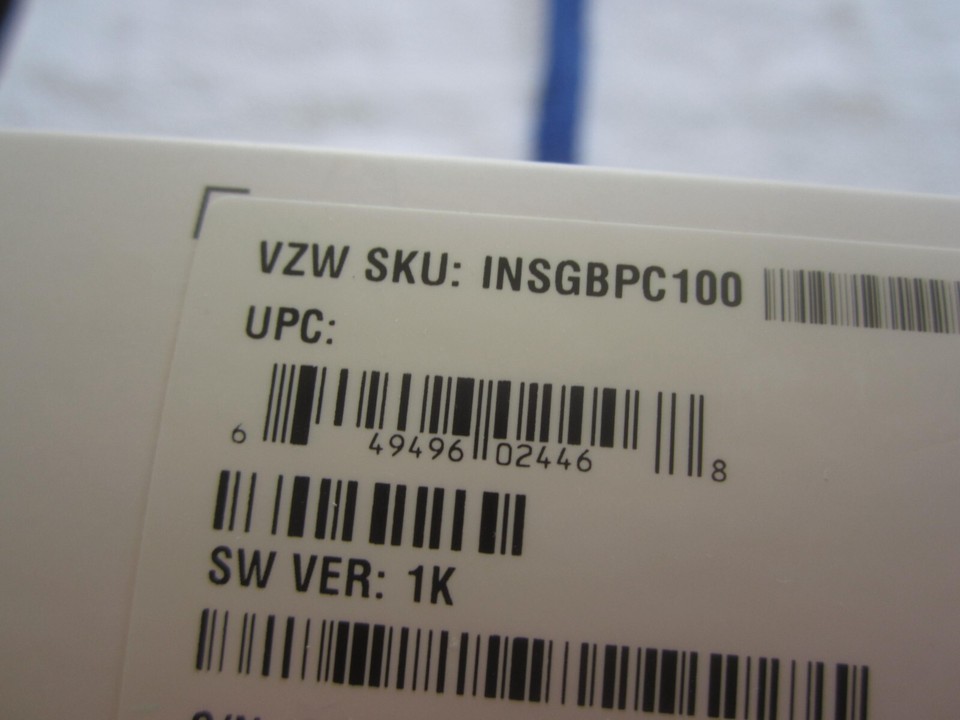 VZW SKU: INSGBPC100
UPC:
6 49496 02446 8
SW VER: 1K